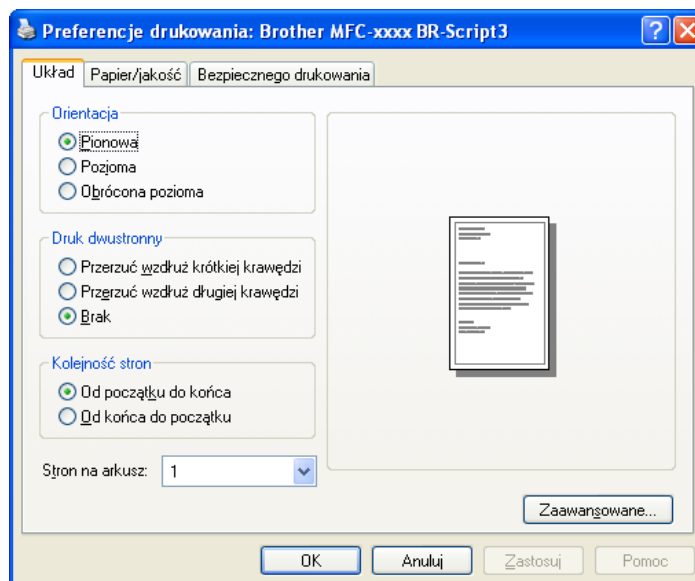 Preferencje drukowania: Brother MFC-xxxx BR-Script3
Układ Papier/jakość Bezpiecznego drukowania
Orientacja
Pionowa
Pozioma
Obrócona pozioma
Druk dwustronny
Przerzuć wzdłuż krótkiej krawędzi
Przerzuć wzdłuż długiej krawędzi
Brak
Kolejność stron
Od początku do końca
Od końca do początku
Stron na arkusz: 1
Zaawansowane...
OK Anuluj Zastosuj Pomoc